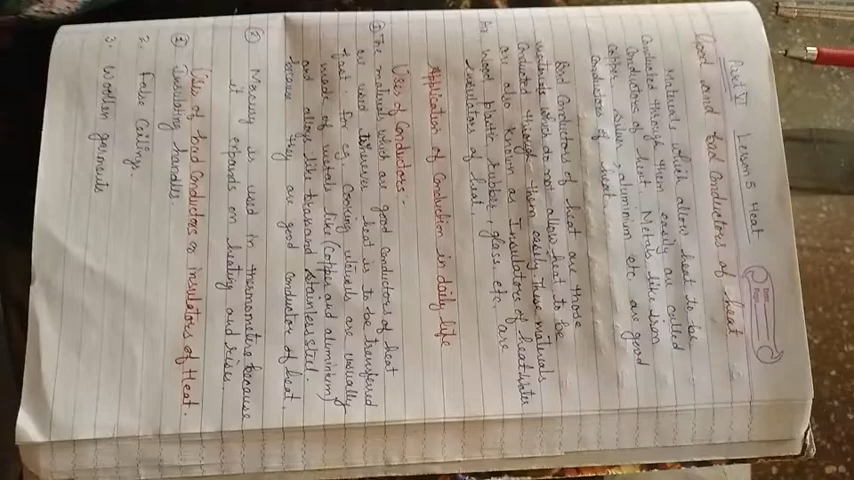 Part VI Lesson 5 Heat
Good and bad conductors of heat
Materials which allow heat to be
conducted through them easily are called
conductors of heat. Metals like iron
copper silver, aluminium etc are good
conductors of heat.
Bad Conductors of heat are those
materials which do not allow heat to be
conducted through them easily. These materials
are also known as Insulators of heat water
wood, plastic, rubber, glass, etc. are
insulators of heat.
Application of Conduction in daily life
Uses of Conductors:-
① The materials which are good conductors of heat
are used wherever heat is to be transferred
fast. for eg. Cooking utensils are usually
made of metals like (copper and aluminium)
and alloys like brass and stainless steel.
because they are good conductor of heat.
② Mercury is used in thermometers because
it expands on heating and rises.
Uses of bad Conductors or insulators of Heat.
① Insulating handles.
2. False Ceilings.
3. Woollen garments